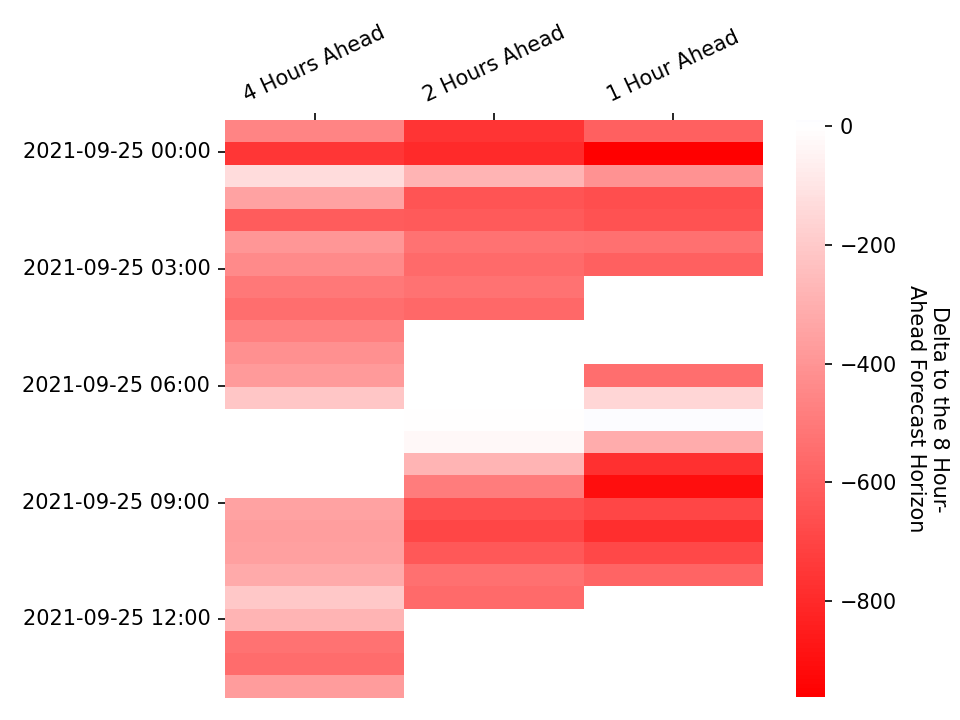 4 Hours Ahead
2 Hours Ahead
1 Hour Ahead
2021-09-25 00:00
2021-09-25 03:00
2021-09-25 06:00
2021-09-25 09:00
2021-09-25 12:00
0
−200
−400
−600
−800
Delta to the 8 Hour-
Ahead Forecast Horizon